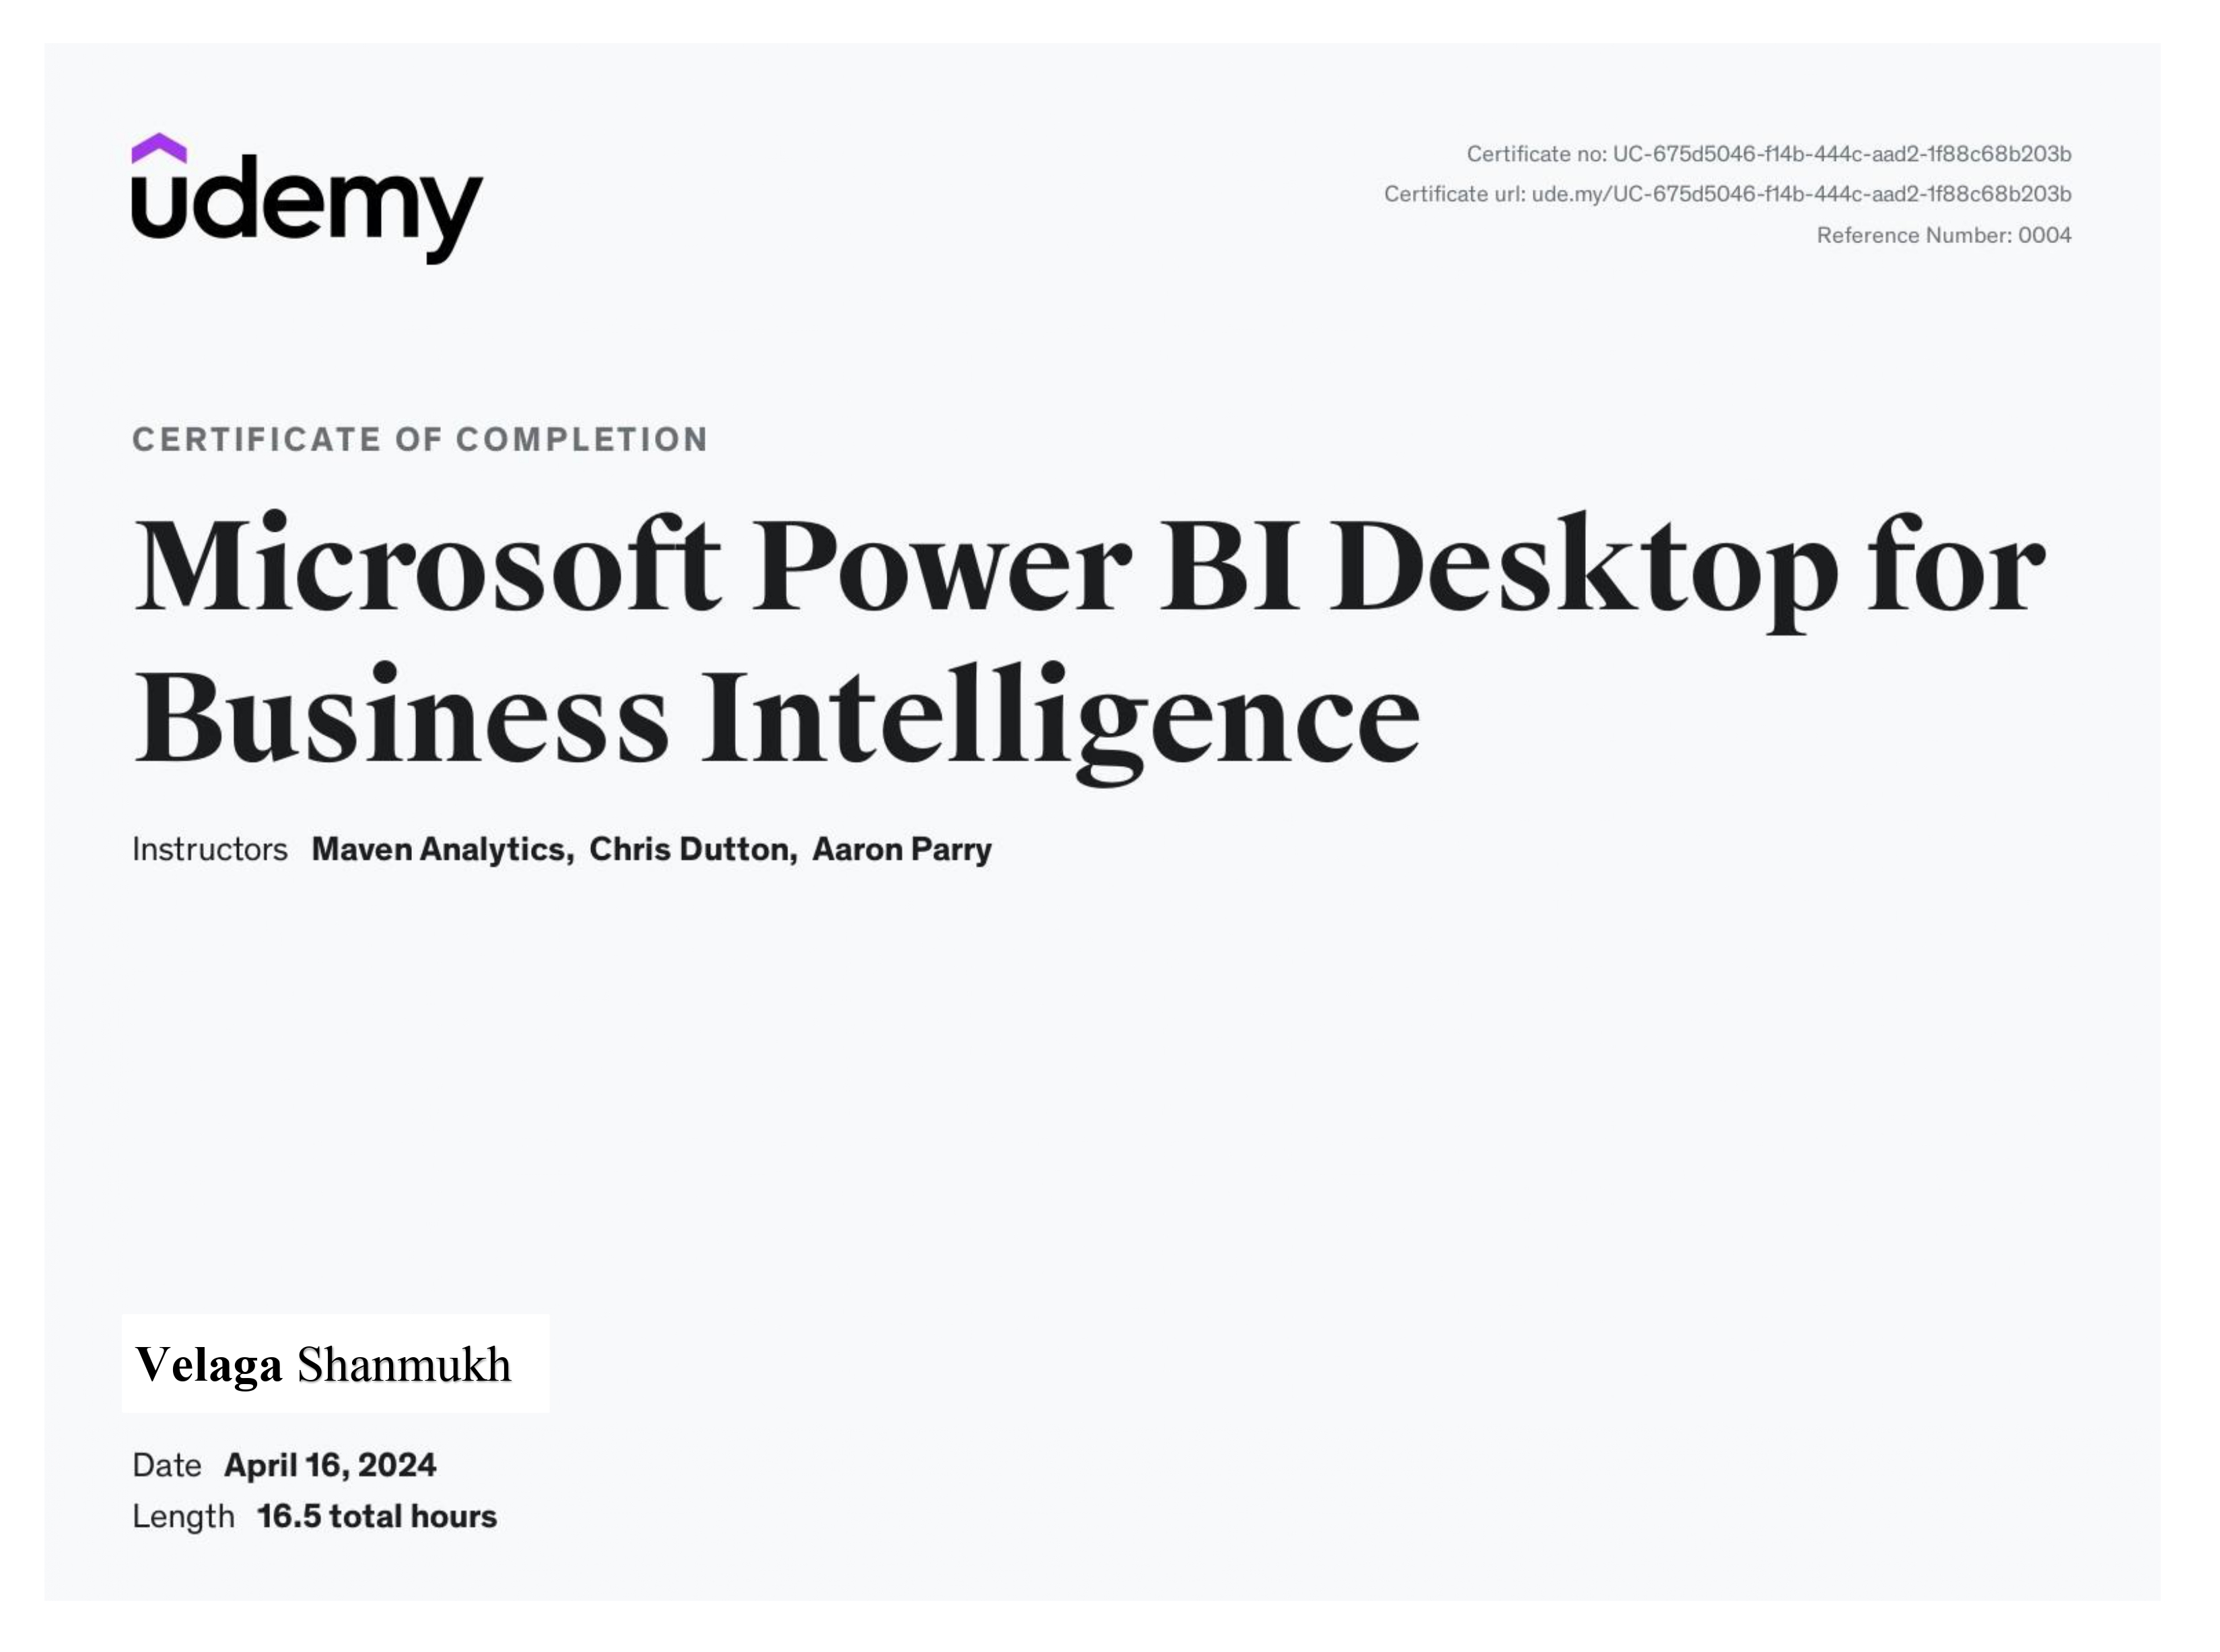 udemy
Certificate no: UC-675d5046-f14b-444c-aad2-1f88c68b203b
Certificate url: ude.my/UC-675d5046-f14b-444c-aad2-1f88c68b203b
Reference Number: 0004
CERTIFICATE OF COMPLETION
Microsoft Power BI Desktop for
Business Intelligence
Instructors Maven Analytics, Chris Dutton, Aaron Parry
Velaga Shanmukh
Date April 16, 2024
Length 16.5 total hours